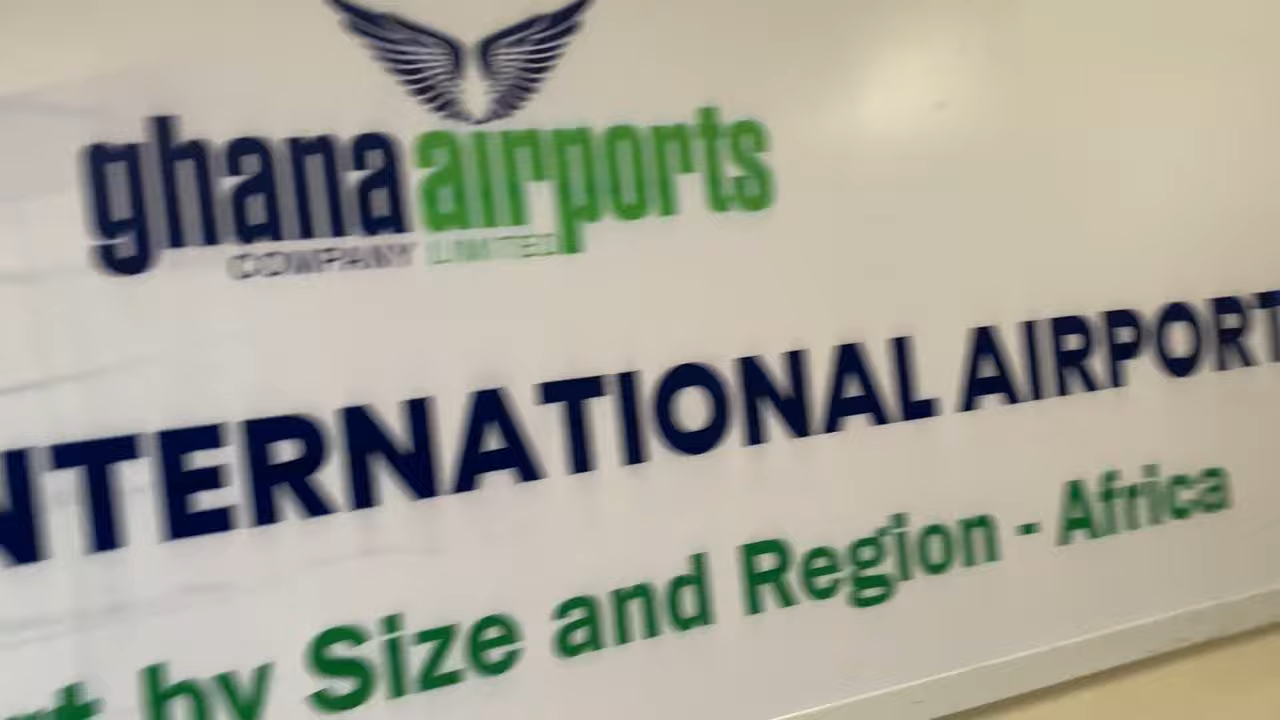 ghana airports
COMPANY LIMITED
NTERNATIONAL AIRPORT
by Size and Region - Africa